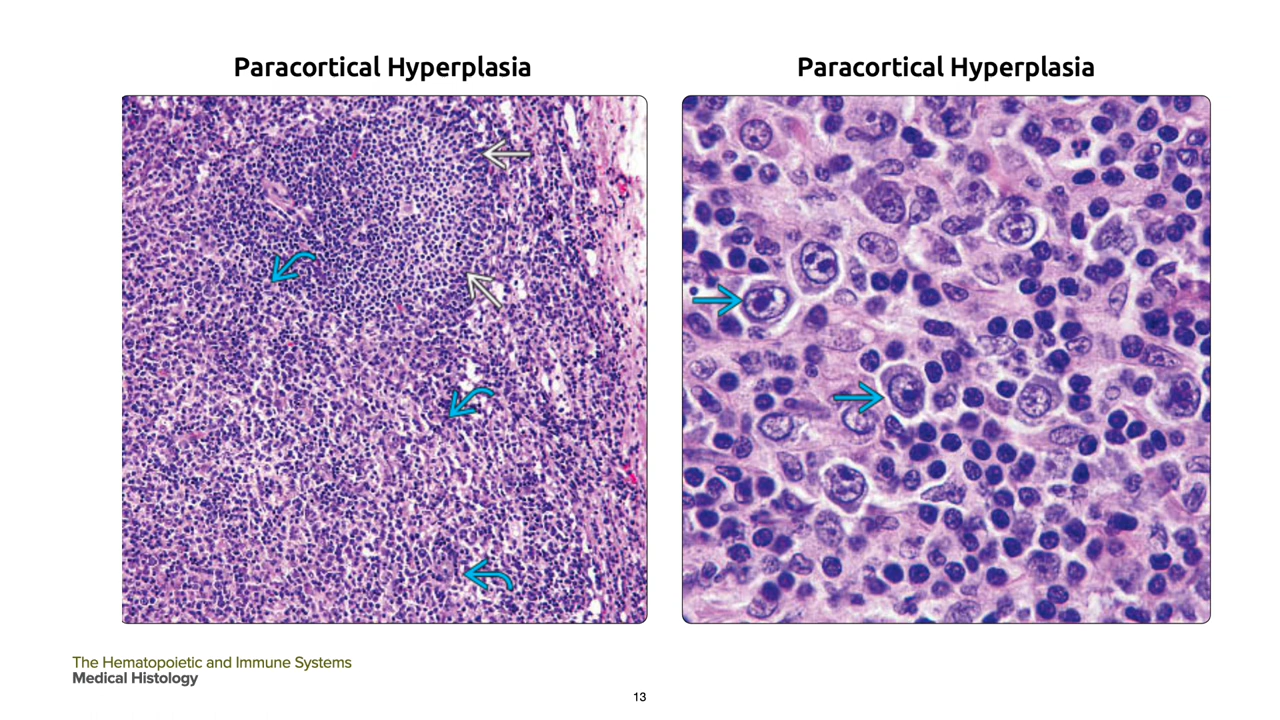 Paracortical Hyperplasia
Paracortical Hyperplasia
The Hematopoietic and Immune Systems
Medical Histology
13